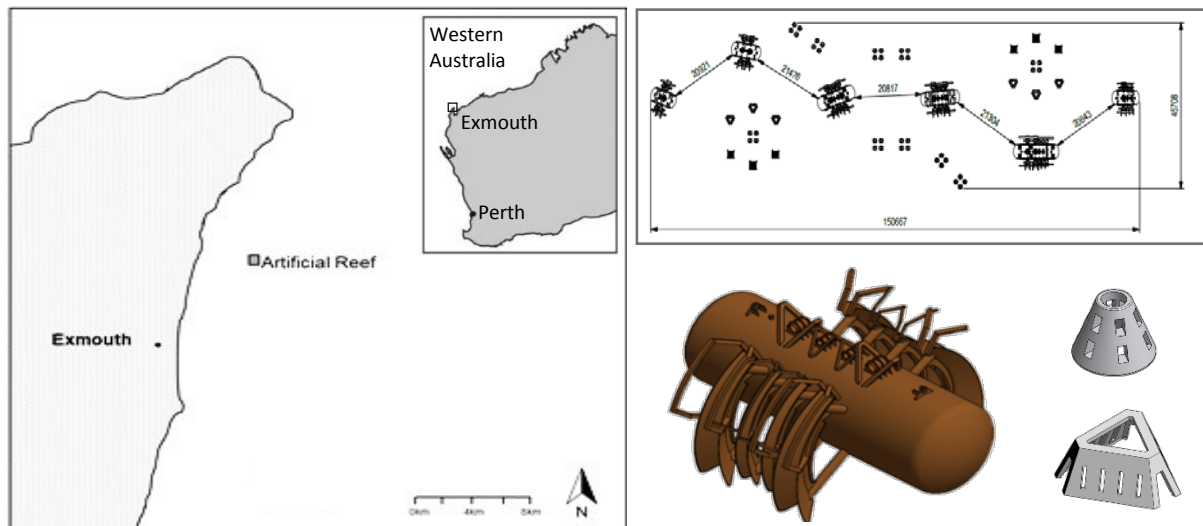 Western
Australia
Exmouth
Perth
Artificial Reef
Exmouth
0km
4km
8km
N
20921
21476
20817
21304
20843
45708
150667